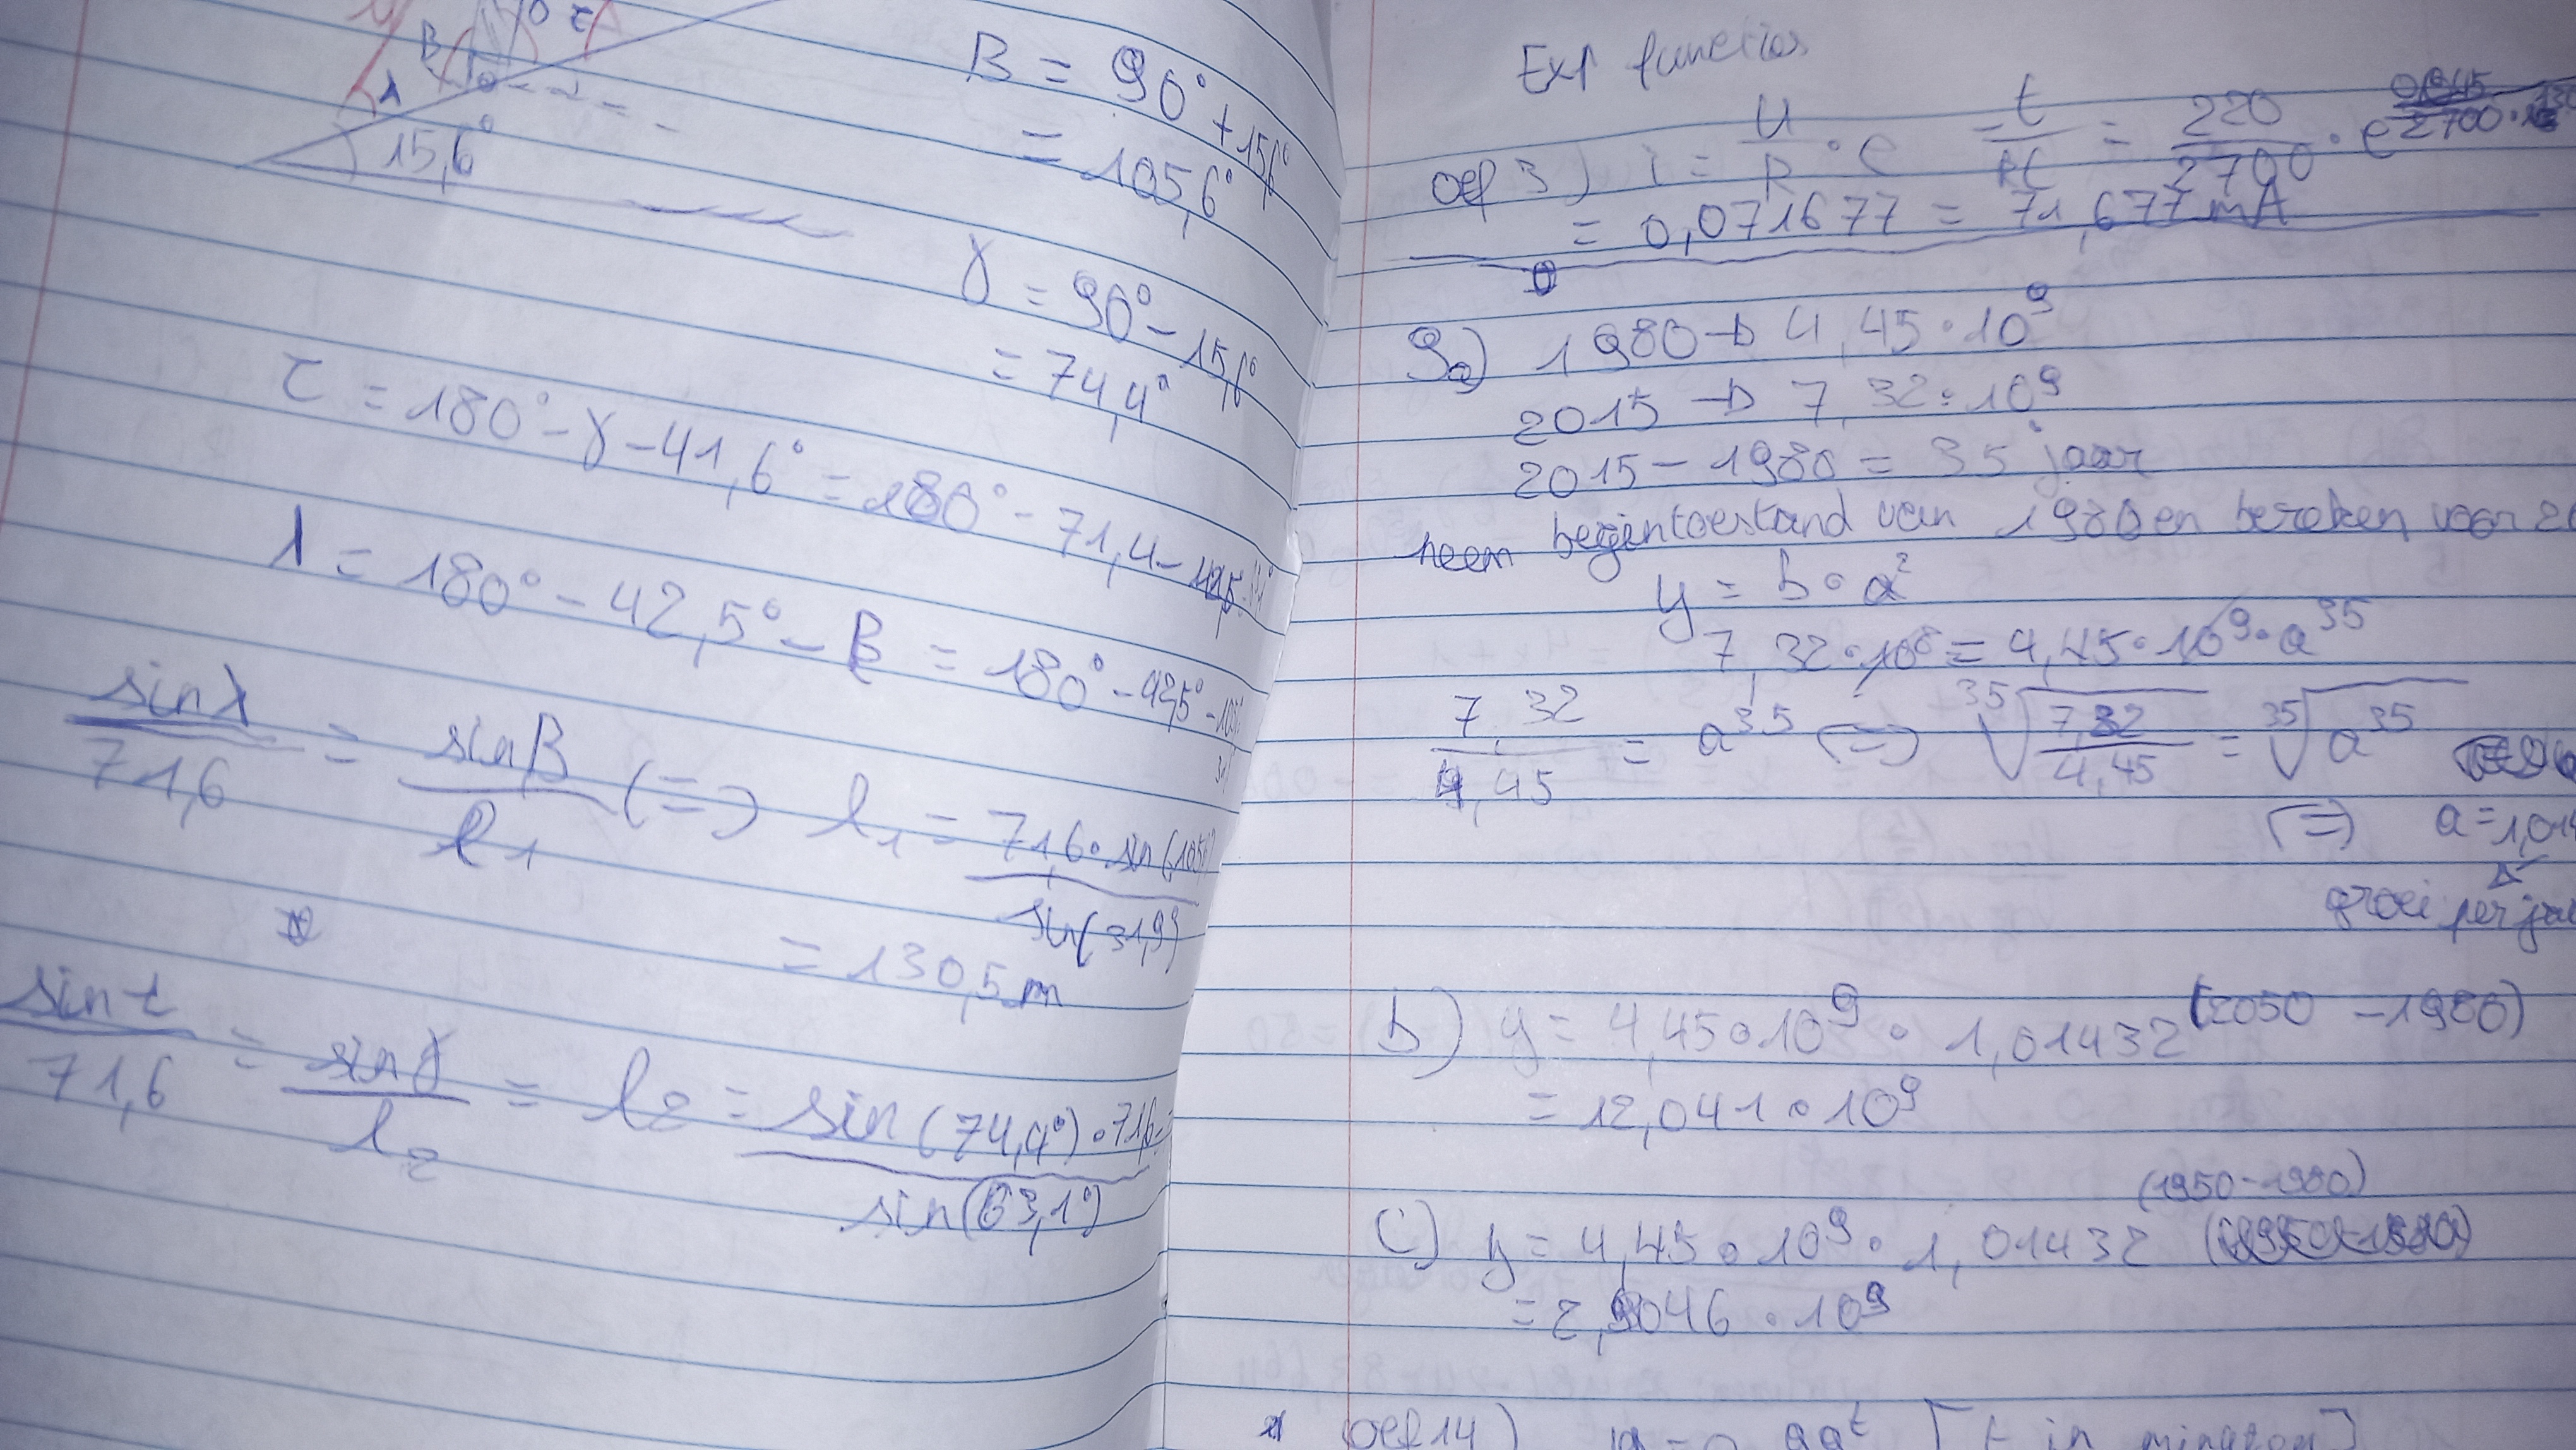 B
τ
λ
15,6°
B = 90° + 15,6°
= 105,6°
γ = 90° - 15,6°
= 74,4°
τ = 180° - γ - 41,6° = 180° - 71,4 -
λ = 180° - 42,5° - B = 180° - 42,5° -
sin λ / 71,6 = sin B / l1 (=) l1 = 71,6 · sin(105,6 / sin(31,9)
= 130,5 m
sin τ / 71,6 = sin γ / l2 = l2 = sin(74,4°) · 71,6 / sin(63,1°)
Exp functies
oef 3) i = U/R · e^(-t/RC) = 220/2700 · e
= 0,071677 = 71,677 mA
9a) 1980 → 4,45 · 10^9
2015 → 7,32 · 10^9
2015 - 1980 = 35 jaar
neem begintoestand van 1980 en bereken voor
y = b · a^2
7 32 · 10^8 = 4,45 · 10^9 · a^35
7,32 / 4,45 = a^35 (=) 35√(7,32 / 4,45) = 35√(a^35)
(=) a = 1,014
groei per
b) y = 4,45 · 10^9 · 1,01432^(2050 - 1980)
= 12,041 · 10^9
c) y = 4,45 · 10^9 · 1,01432^(1950 - 1980)
= 2,9046 · 10^9
oef 14)